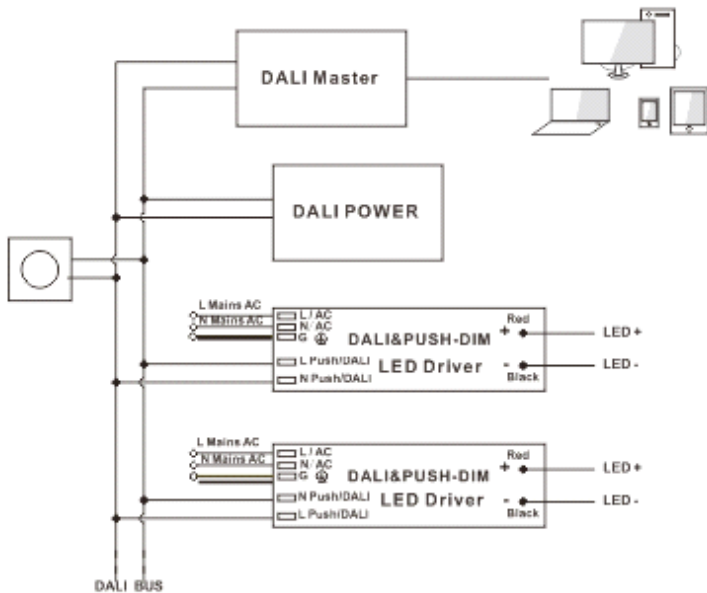 DALI Master
DALI POWER
L Mains AC
N Mains AC
L/AC
N/AC
G
DALI&PUSH-DIM
LED Driver
L Push/DALI
N Push/DALI
Red
+
-
Black
LED+
LED-
L Mains AC
N Mains AC
L/AC
N/AC
G
DALI&PUSH-DIM
LED Driver
N Push/DALI
L Push/DALI
Red
+
-
Black
LED+
LED-
DALI BUS